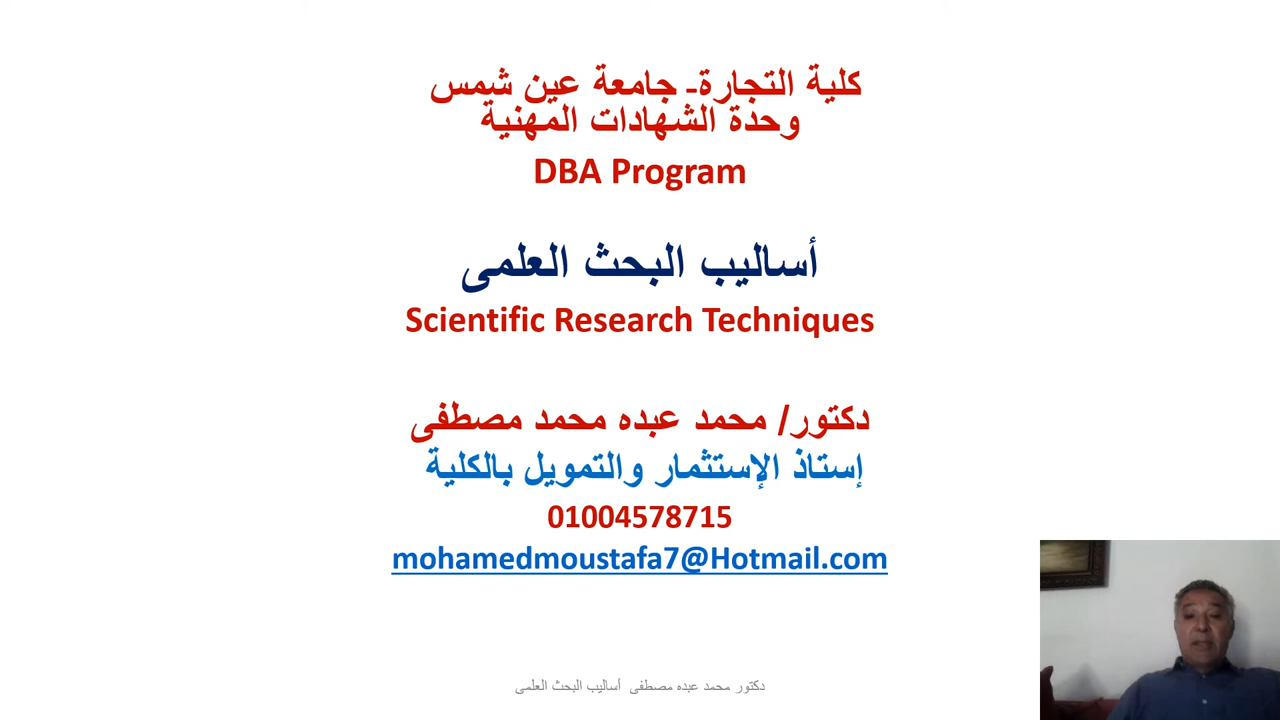 كلية التجارة- جامعة عين شمس
وحدة الشهادات المهنية
DBA Program
أساليب البحث العلمى
Scientific Research Techniques
دكتور/ محمد عبده محمد مصطفى
إستاذ الإستثمار والتمويل بالكلية
01004578715
mohamedmoustafa7@Hotmail.com
دكتور محمد عبده مصطفى أساليب البحث العلمى